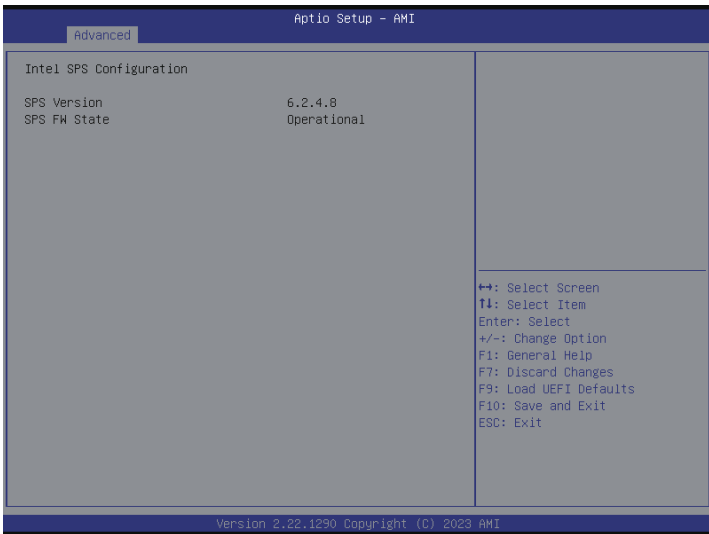 Aptio Setup - AMI
Advanced
Intel SPS Configuration
SPS Version 6.2.4.8
SPS FW State Operational
↔: Select Screen
↑↓: Select Item
Enter: Select
+/-: Change Option
F1: General Help
F7: Discard Changes
F9: Load UEFI Defaults
F10: Save and Exit
ESC: Exit
Version 2.22.1290 Copyright (C) 2023 AMI